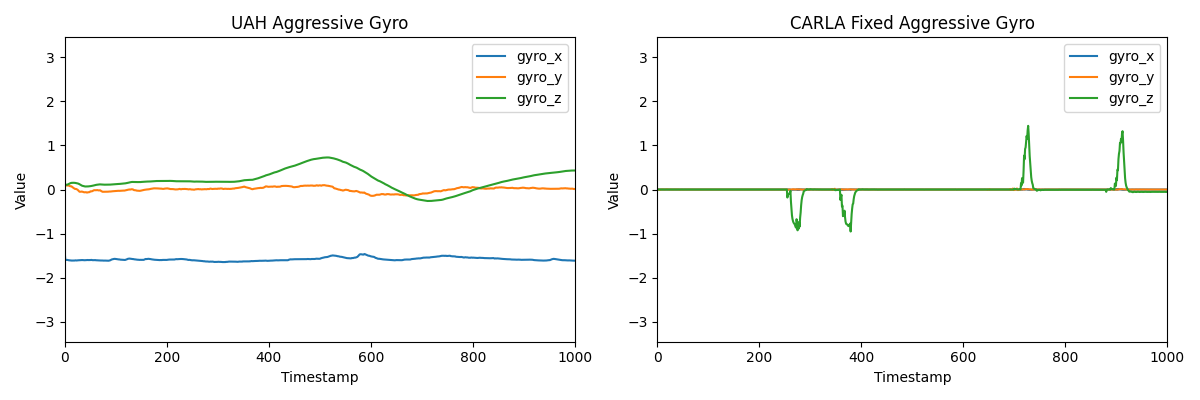 UAH Aggressive Gyro
gyro_x
gyro_y
gyro_z
3
2
1
0
−1
−2
−3
Value
0
200
400
600
800
1000
Timestamp
CARLA Fixed Aggressive Gyro
gyro_x
gyro_y
gyro_z
3
2
1
0
−1
−2
−3
Value
0
200
400
600
800
1000
Timestamp